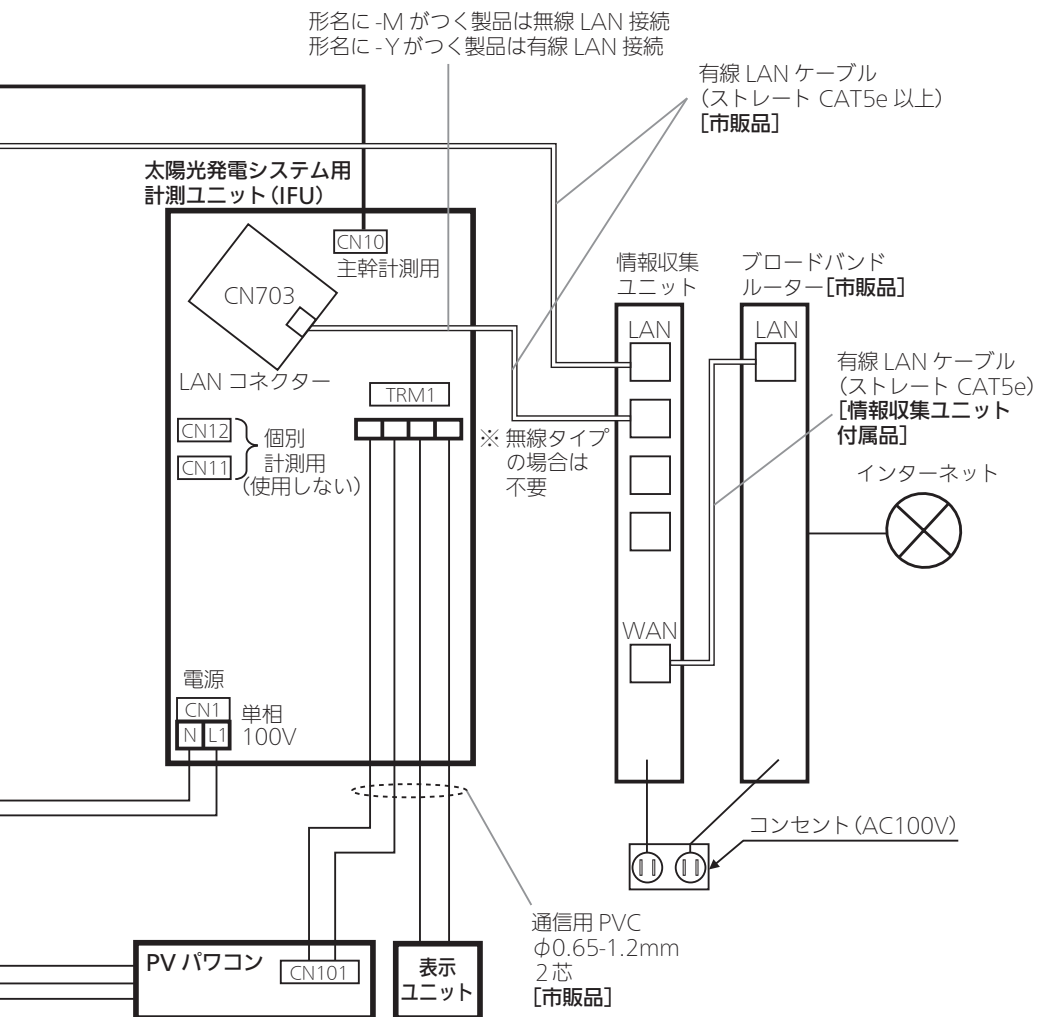 形名に -M がつく製品は無線 LAN 接続
形名に -Y がつく製品は有線 LAN 接続
有線 LAN ケーブル
（ストレート CAT5e 以上）
［市販品］
太陽光発電システム用
計測ユニット（IFU）
CN10
主幹計測用
CN703
LAN コネクター
TRM1
CN12
CN11
個別
計測用
（使用しない）
※ 無線タイプ
の場合は
不要
電源
CN1
N L1
単相
100V
情報収集
ユニット
LAN
WAN
ブロードバンド
ルーター［市販品］
LAN
有線 LAN ケーブル
（ストレート CAT5e）
［情報収集ユニット
付属品］
インターネット
コンセント（AC100V）
通信用 PVC
φ0.65-1.2mm
２芯
［市販品］
PV パワコン
CN101
表示
ユニット